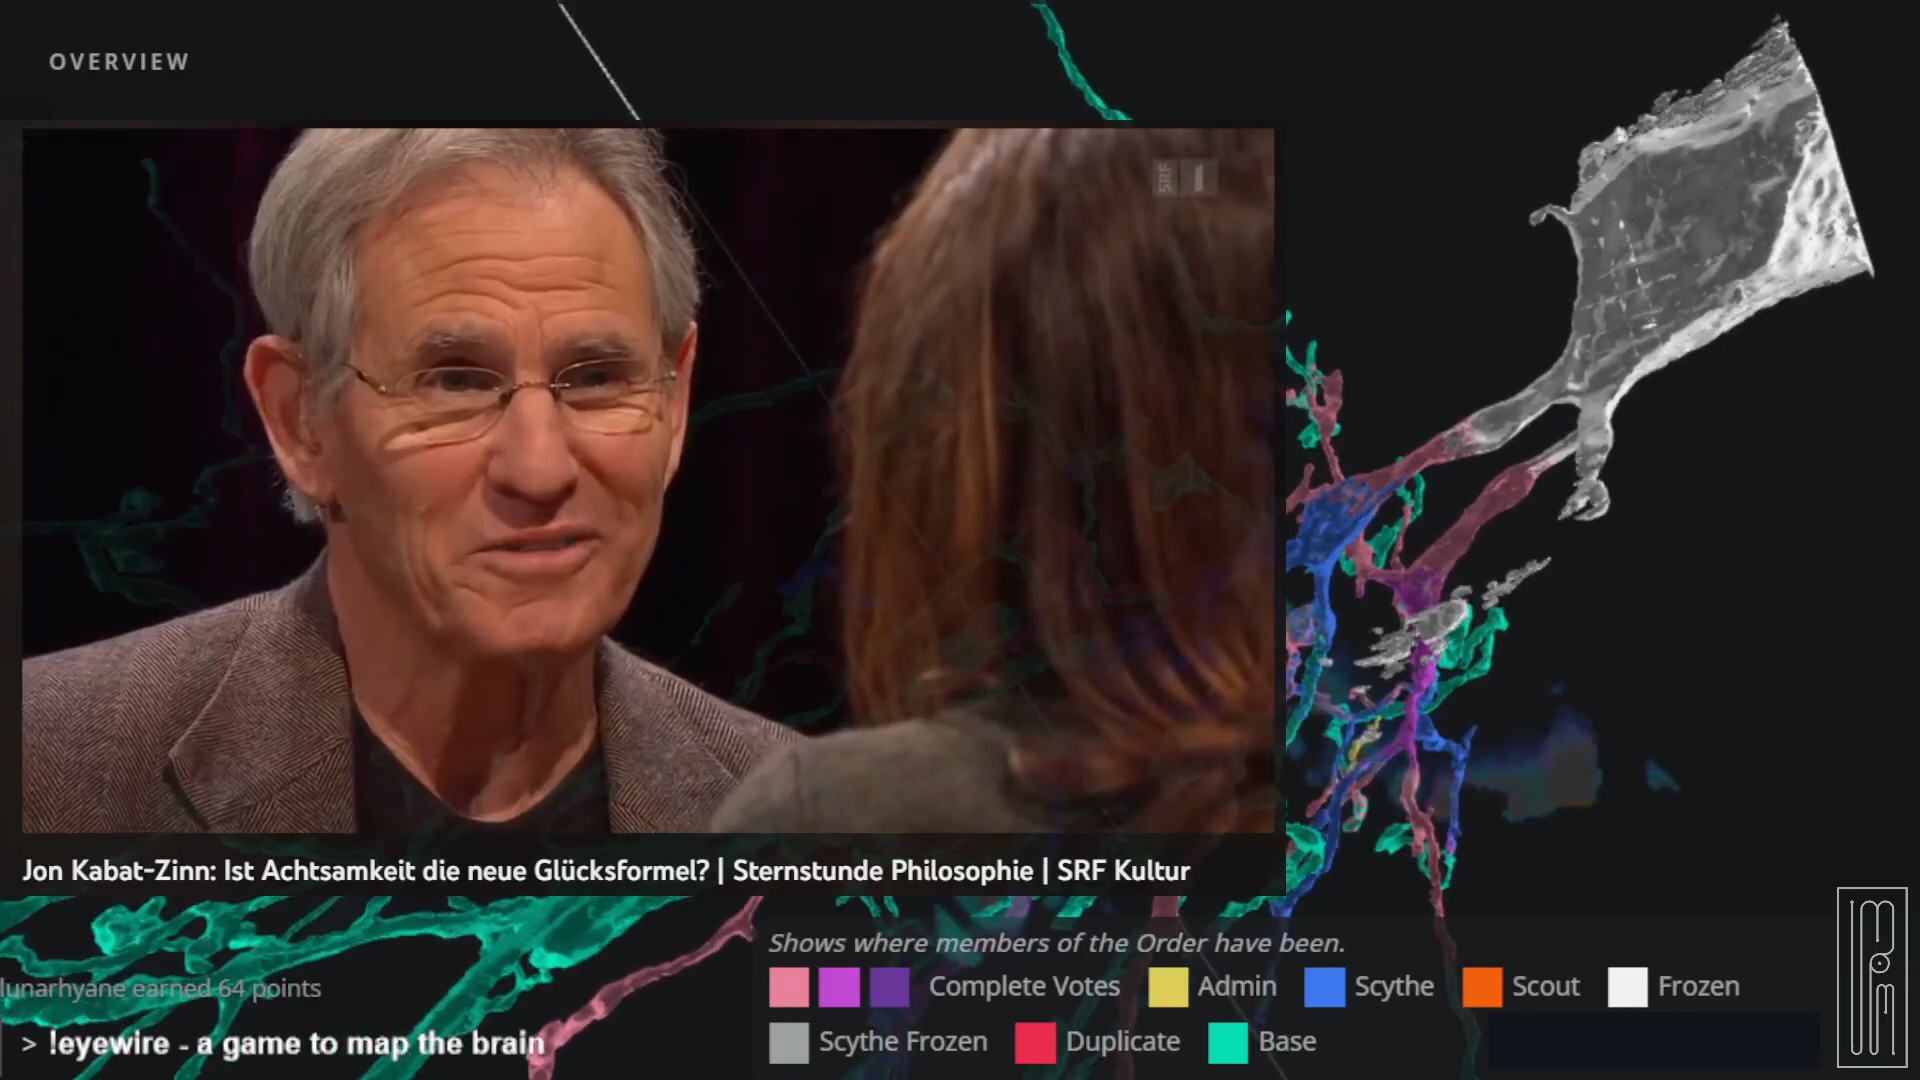 OVERVIEW
SRF 1
Jon Kabat-Zinn: Ist Achtsamkeit die neue Glücksformel? | Sternstunde Philosophie | SRF Kultur
Shows where members of the Order have been.
Complete Votes Admin Scythe Scout Frozen
Scythe Frozen Duplicate Base
lunarhyane earned 64 points
> !eyewire - a game to map the brain